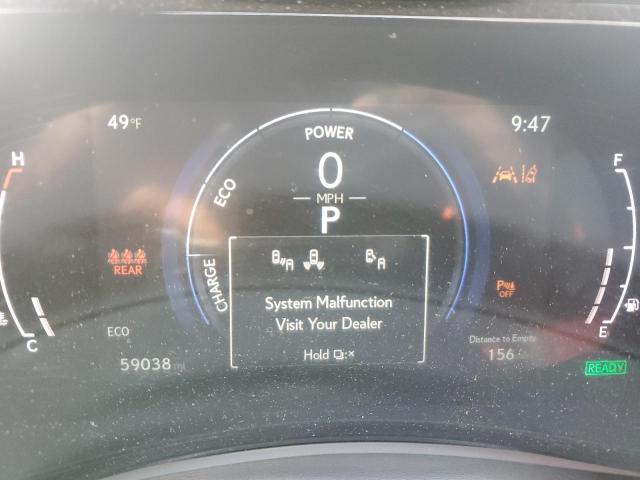 49°F
9:47
POWER
H
F
0
ECO
MPH
P
CHARGE
REAR
A
A
P
OFF
System Malfunction
Visit Your Dealer
ECO
Distance to Empty
C
E
Hold
59038 mi
156
READY